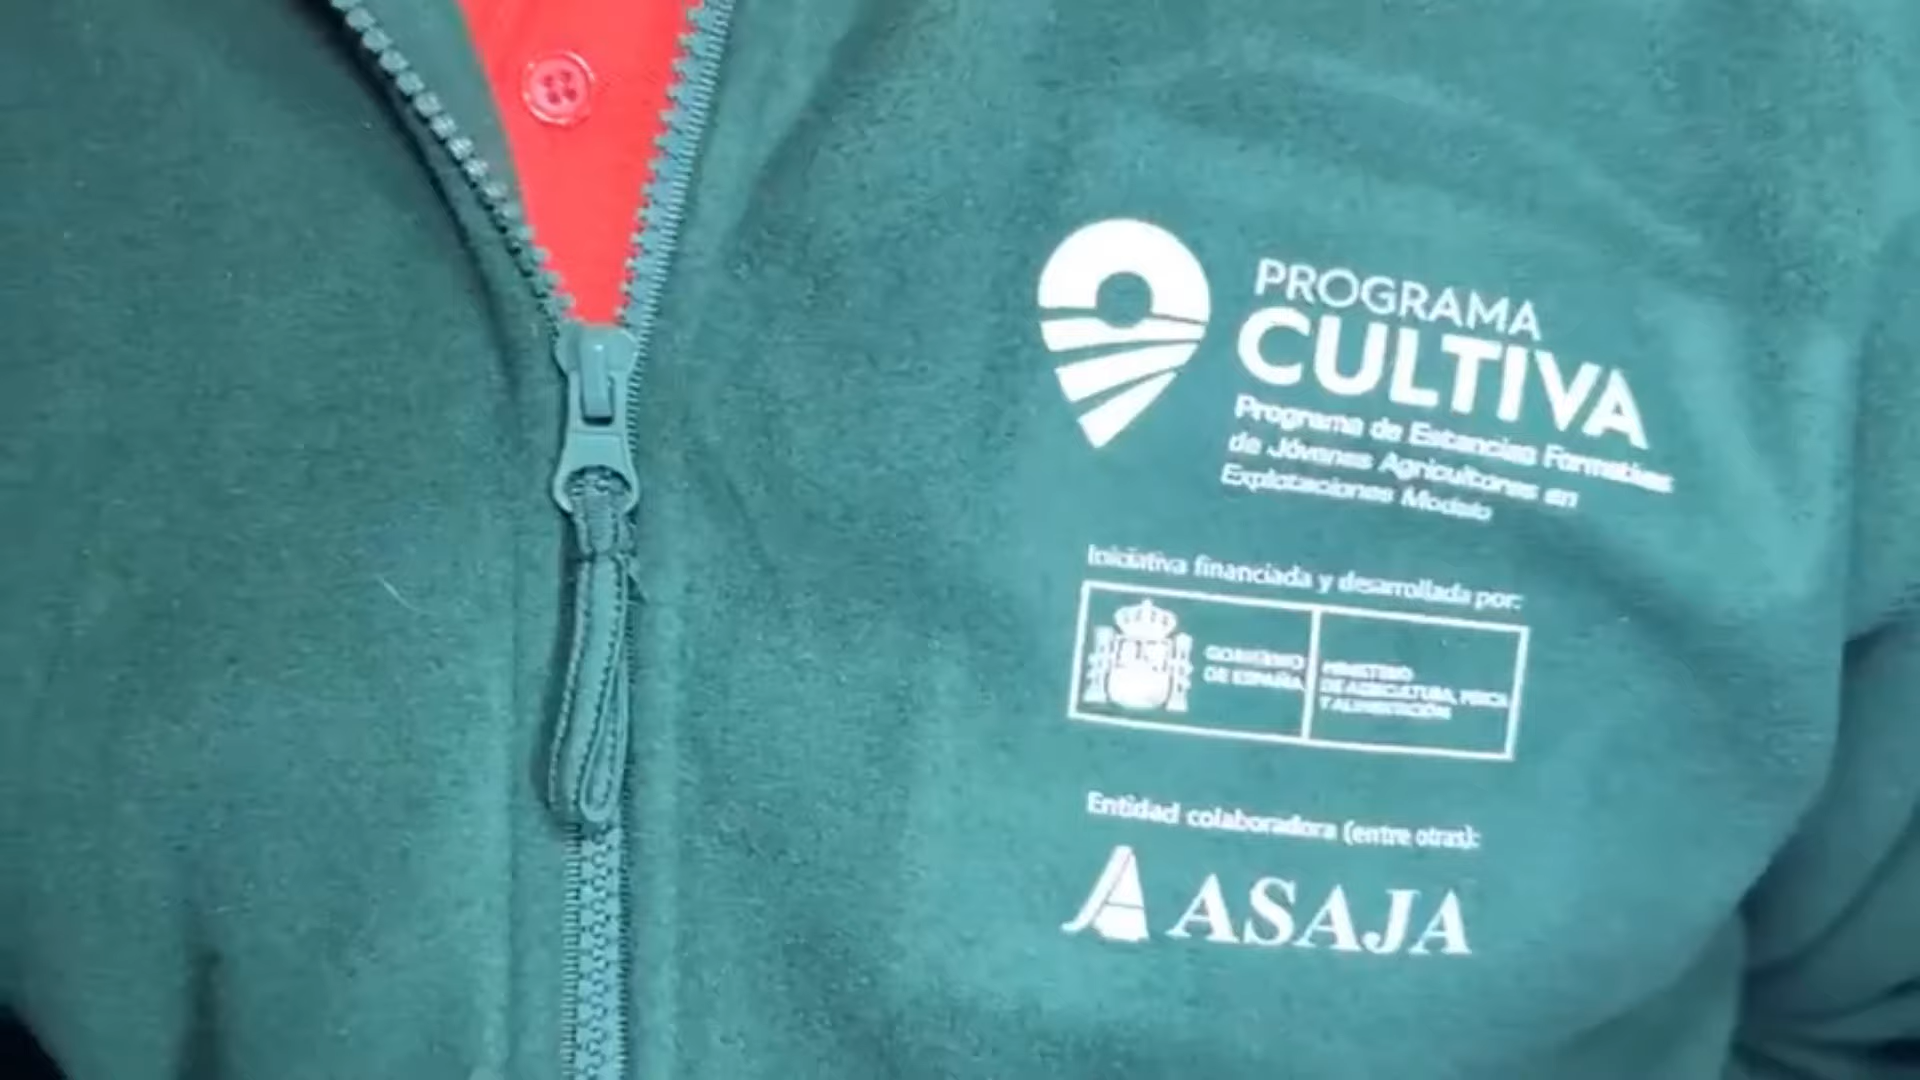 PROGRAMA
CULTIVA
Programa de Estancias Formativas
de Jóvenes Agricultores en
Explotaciones Modelo
Iniciativa financiada y desarrollada por:
GOBIERNO
DE ESPAÑA
MINISTERIO
DE AGRICULTURA, PESCA
Y ALIMENTACIÓN
Entidad colaboradora (entre otras):
ASAJA